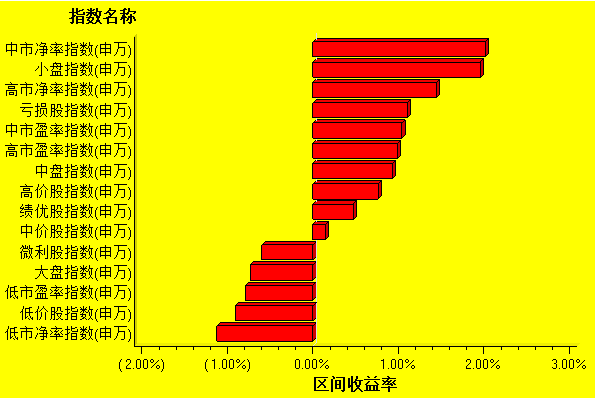 指数名称
中市净率指数(申万)
小盘指数(申万)
高市净率指数(申万)
亏损股指数(申万)
中市盈率指数(申万)
高市盈率指数(申万)
中盘指数(申万)
高价股指数(申万)
绩优股指数(申万)
中价股指数(申万)
微利股指数(申万)
大盘指数(申万)
低市盈率指数(申万)
低价股指数(申万)
低市净率指数(申万)
(2.00%) (1.00%) 0.00% 1.00% 2.00% 3.00%
区间收益率